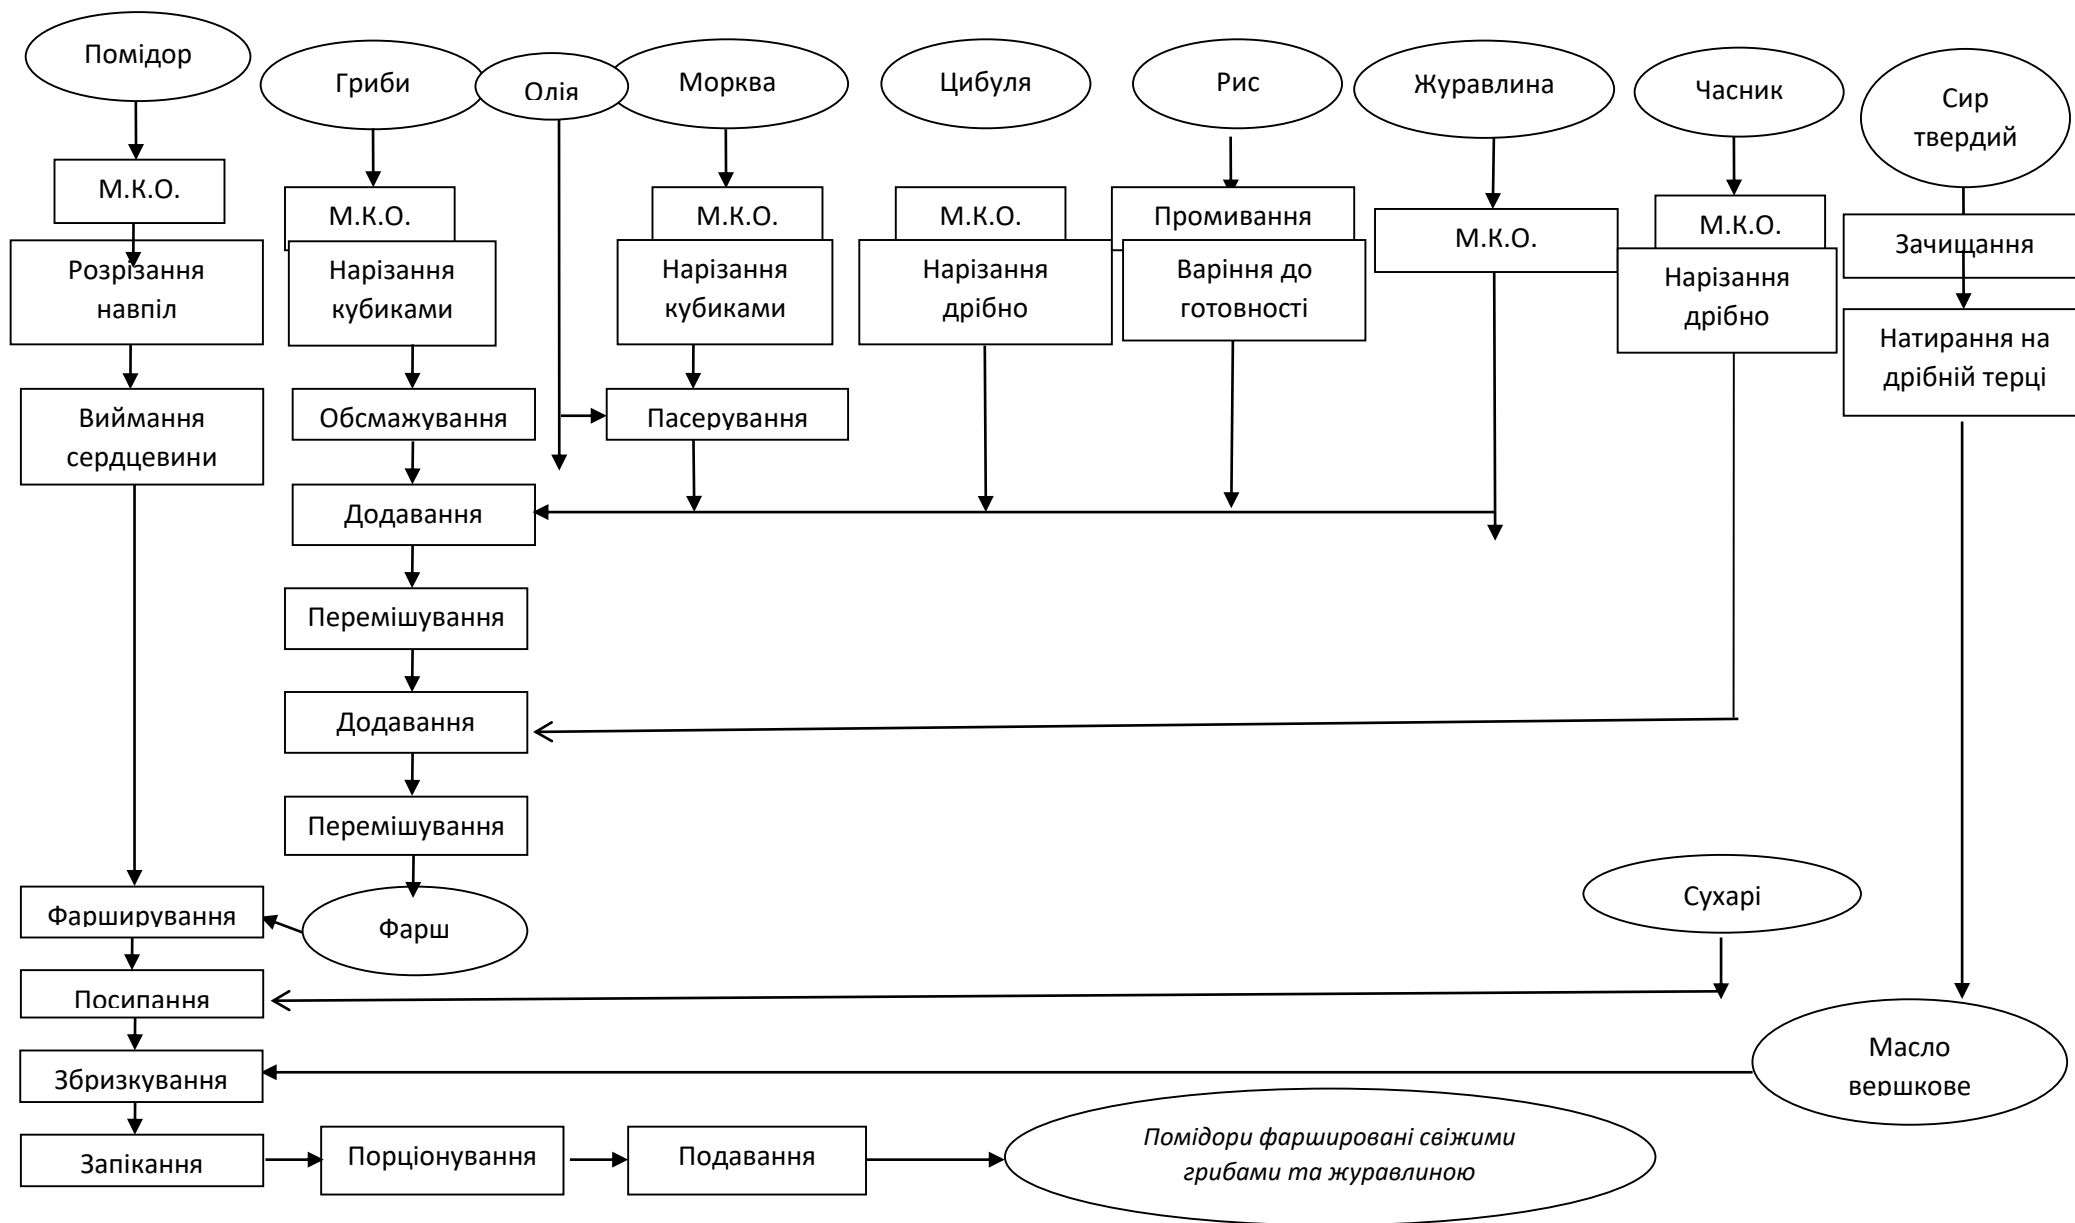 Помідор
Гриби
Олія
Морква
Цибуля
Рис
Журавлина
Часник
Сир
твердий
М.К.О.
М.К.О.
М.К.О.
М.К.О.
Промивання
М.К.О.
М.К.О.
Зачищання
Розрізання
навпіл
Нарізання
кубиками
Нарізання
кубиками
Нарізання
дрібно
Варіння до
готовності
Нарізання
дрібно
Натирання на
дрібній терці
Виймання
сердцевини
Обсмажування
Пасерування
Додавання
Перемішування
Додавання
Перемішування
Фарширування
Фарш
Сухарі
Посипання
Збризкування
Масло
вершкове
Запікання
Порціонування
Подавання
Помідори фаршировані свіжими
грибами та журавлиною